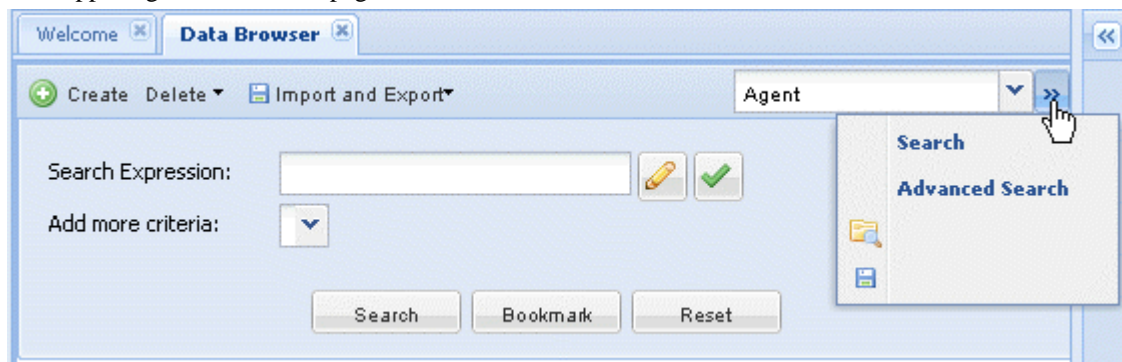 Welcome
Data Browser
Create Delete Import and Export
Agent
Search
Advanced Search
Search Expression:
Add more criteria:
Search Bookmark Reset